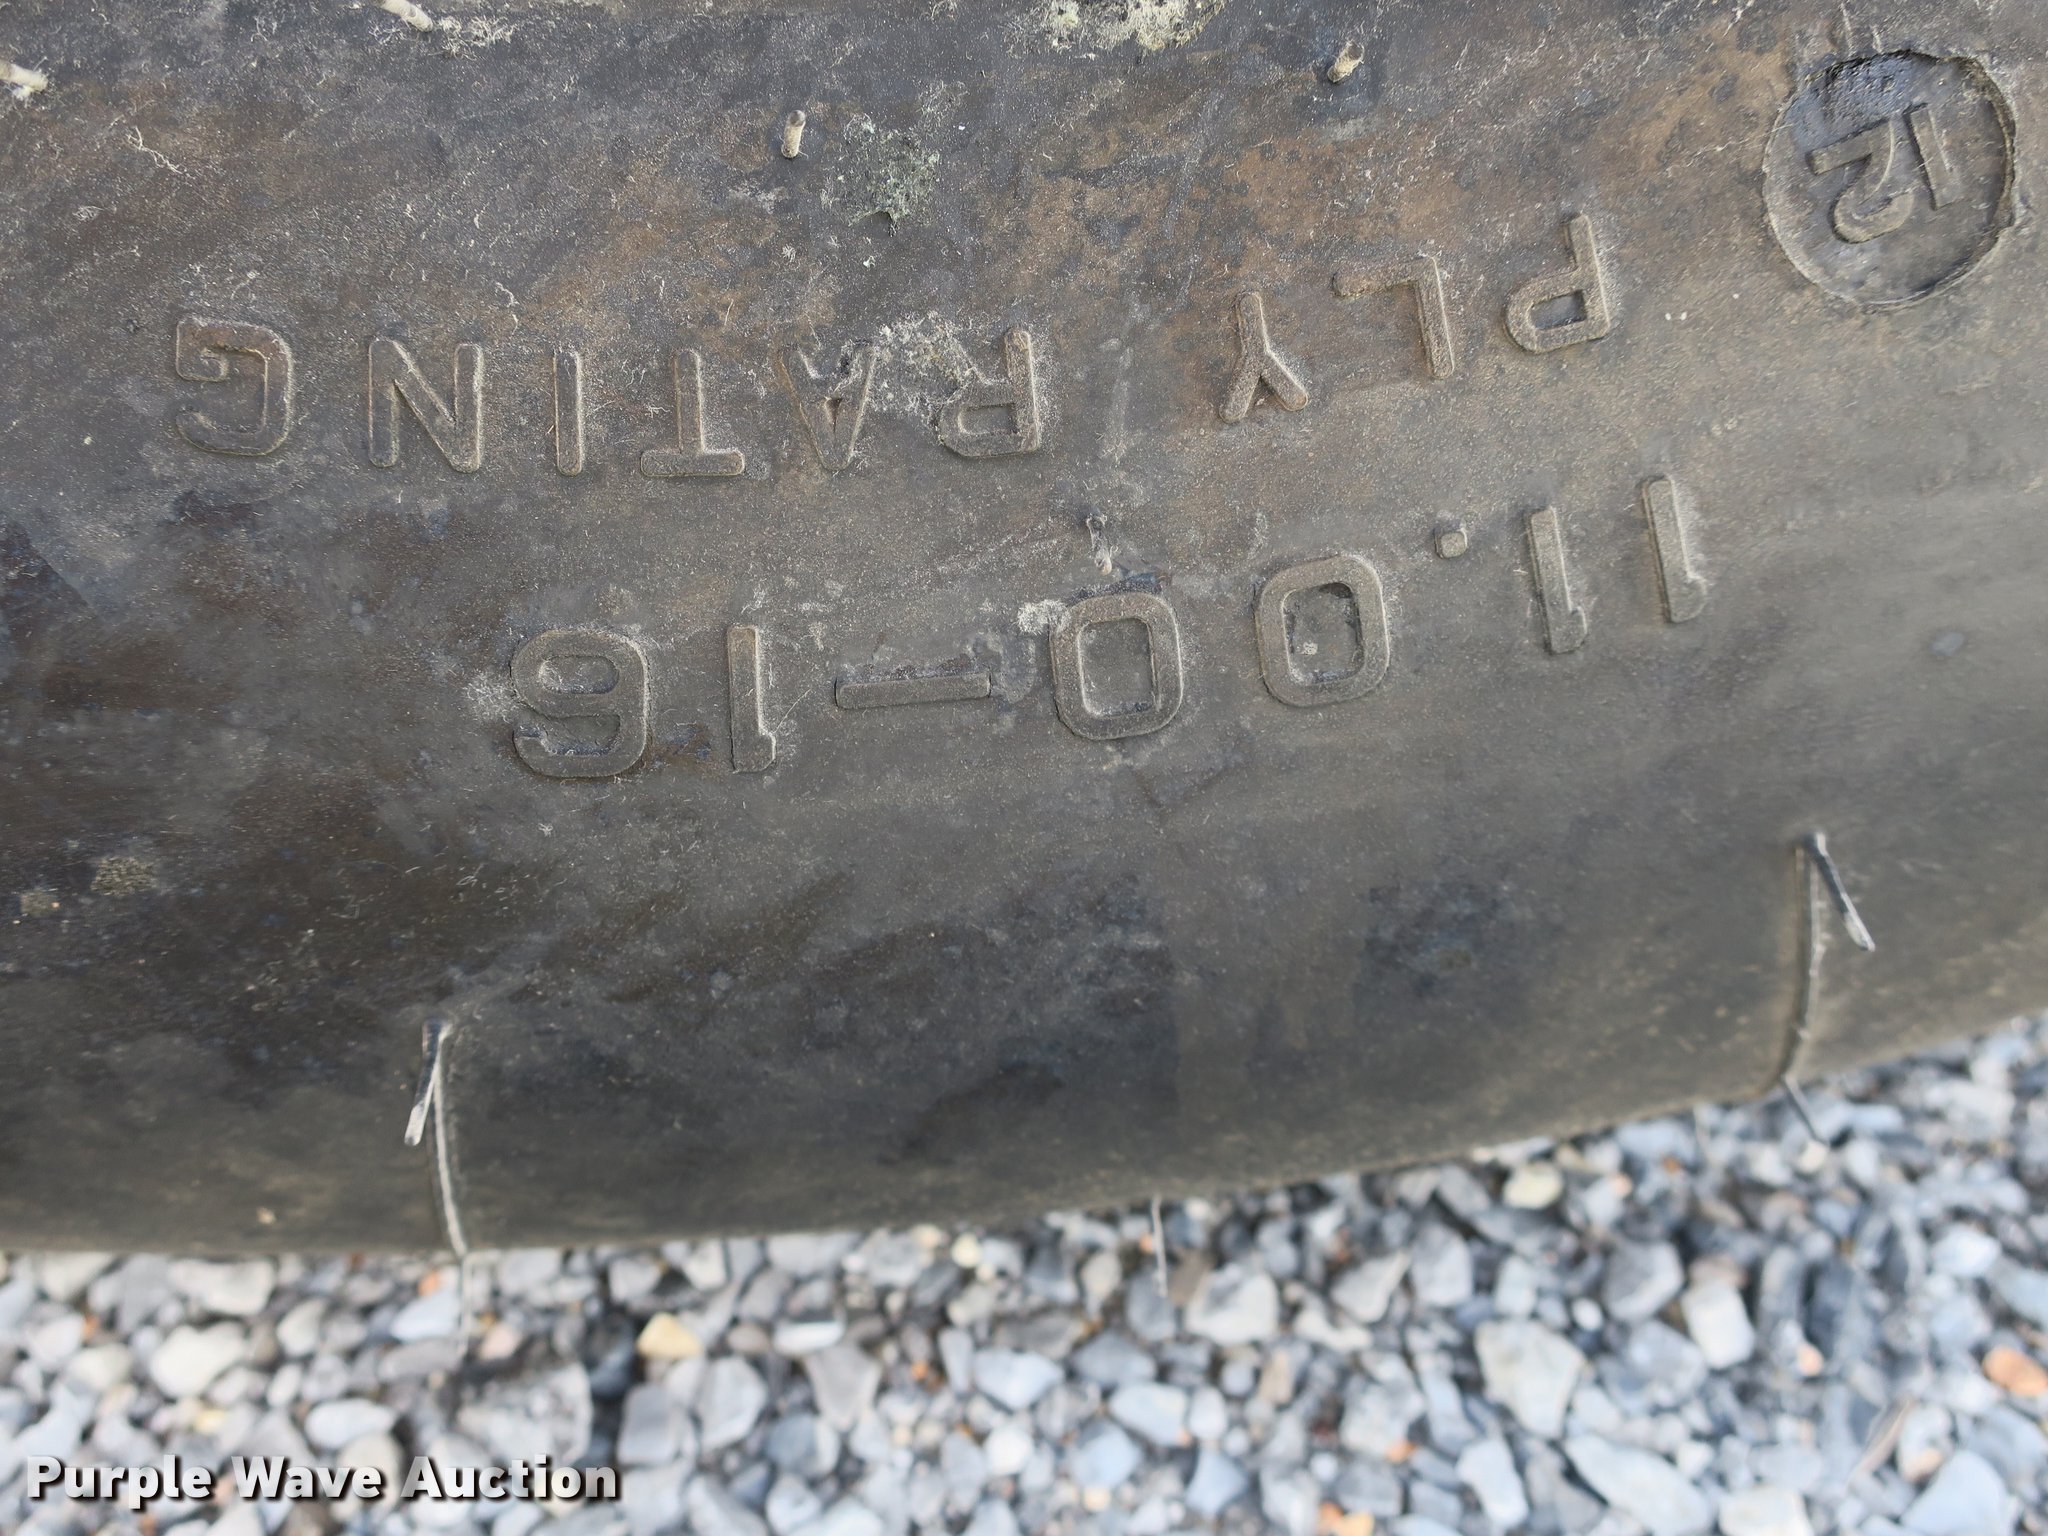 11.00-16
12 PLY RATING
Purple Wave Auction